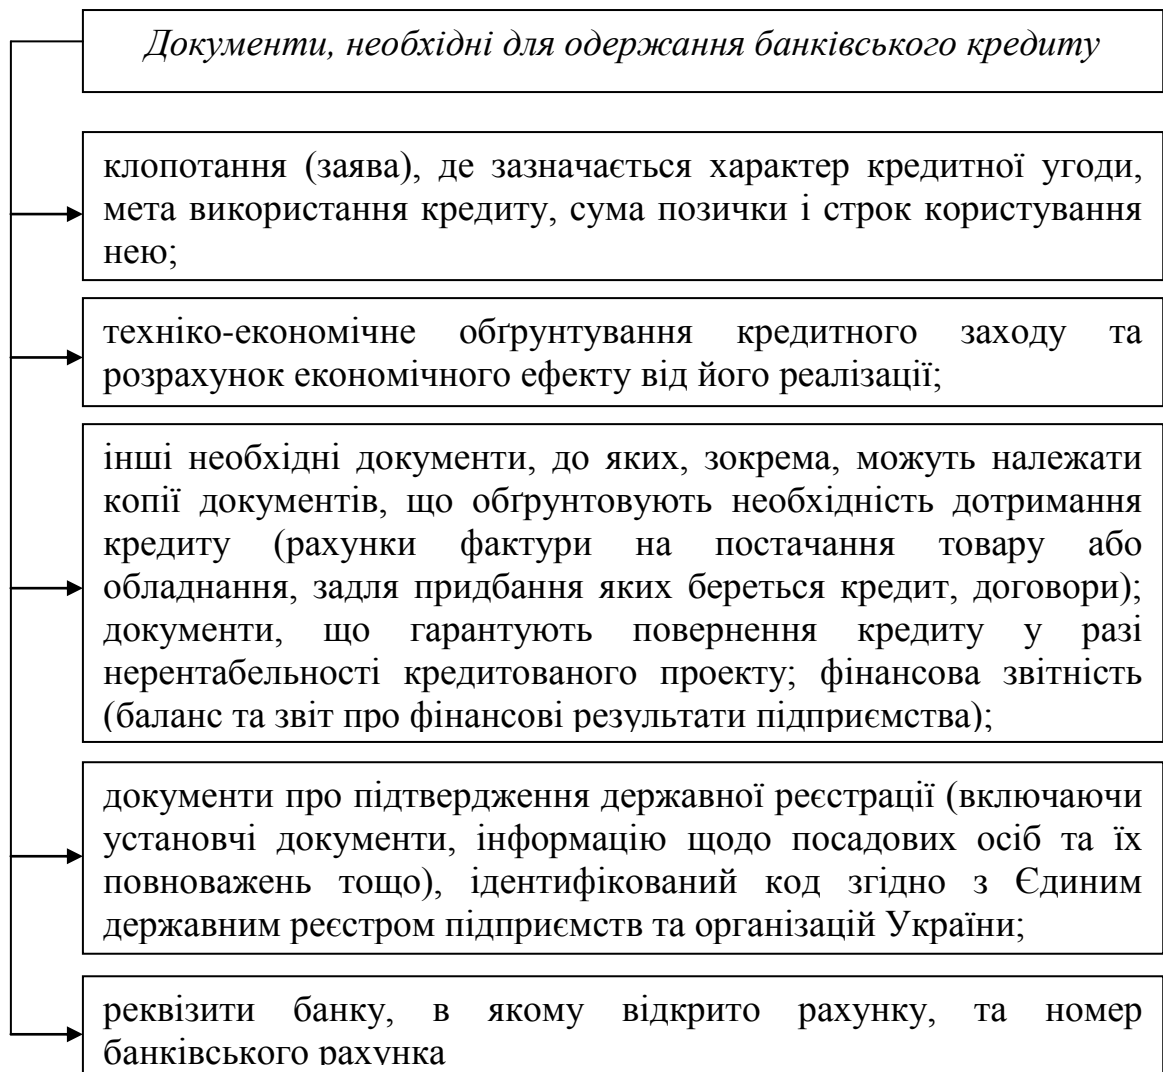 Документи, необхідні для одержання банківського кредиту
клопотання (заява), де зазначається характер кредитної угоди,
мета використання кредиту, сума позички і строк користування
нею;
техніко-економічне обґрунтування кредитного заходу та
розрахунок економічного ефекту від його реалізації;
інші необхідні документи, до яких, зокрема, можуть належати
копії документів, що обґрунтовують необхідність дотримання
кредиту (рахунки фактури на постачання товару або
обладнання, задля придбання яких береться кредит, договори);
документи, що гарантують повернення кредиту у разі
нерентабельності кредитованого проекту; фінансова звітність
(баланс та звіт про фінансові результати підприємства);
документи про підтвердження державної реєстрації (включаючи
установчі документи, інформацію щодо посадових осіб та їх
повноважень тощо), ідентифікований код згідно з Єдиним
державним реєстром підприємств та організацій України;
реквізити банку, в якому відкрито рахунку, та номер
банківського рахунка